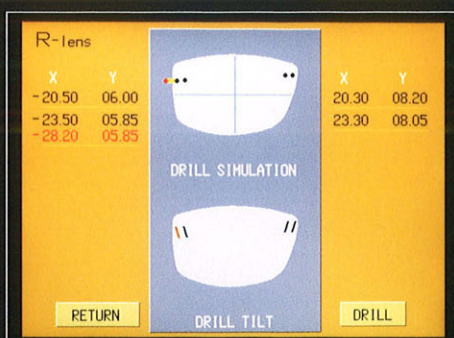 R-lens
X Y
-20.50 06.00
-23.50 05.85
-28.20 05.85
X Y
20.30 08.20
23.30 08.05
DRILL SIMULATION
DRILL TILT
RETURN
DRILL